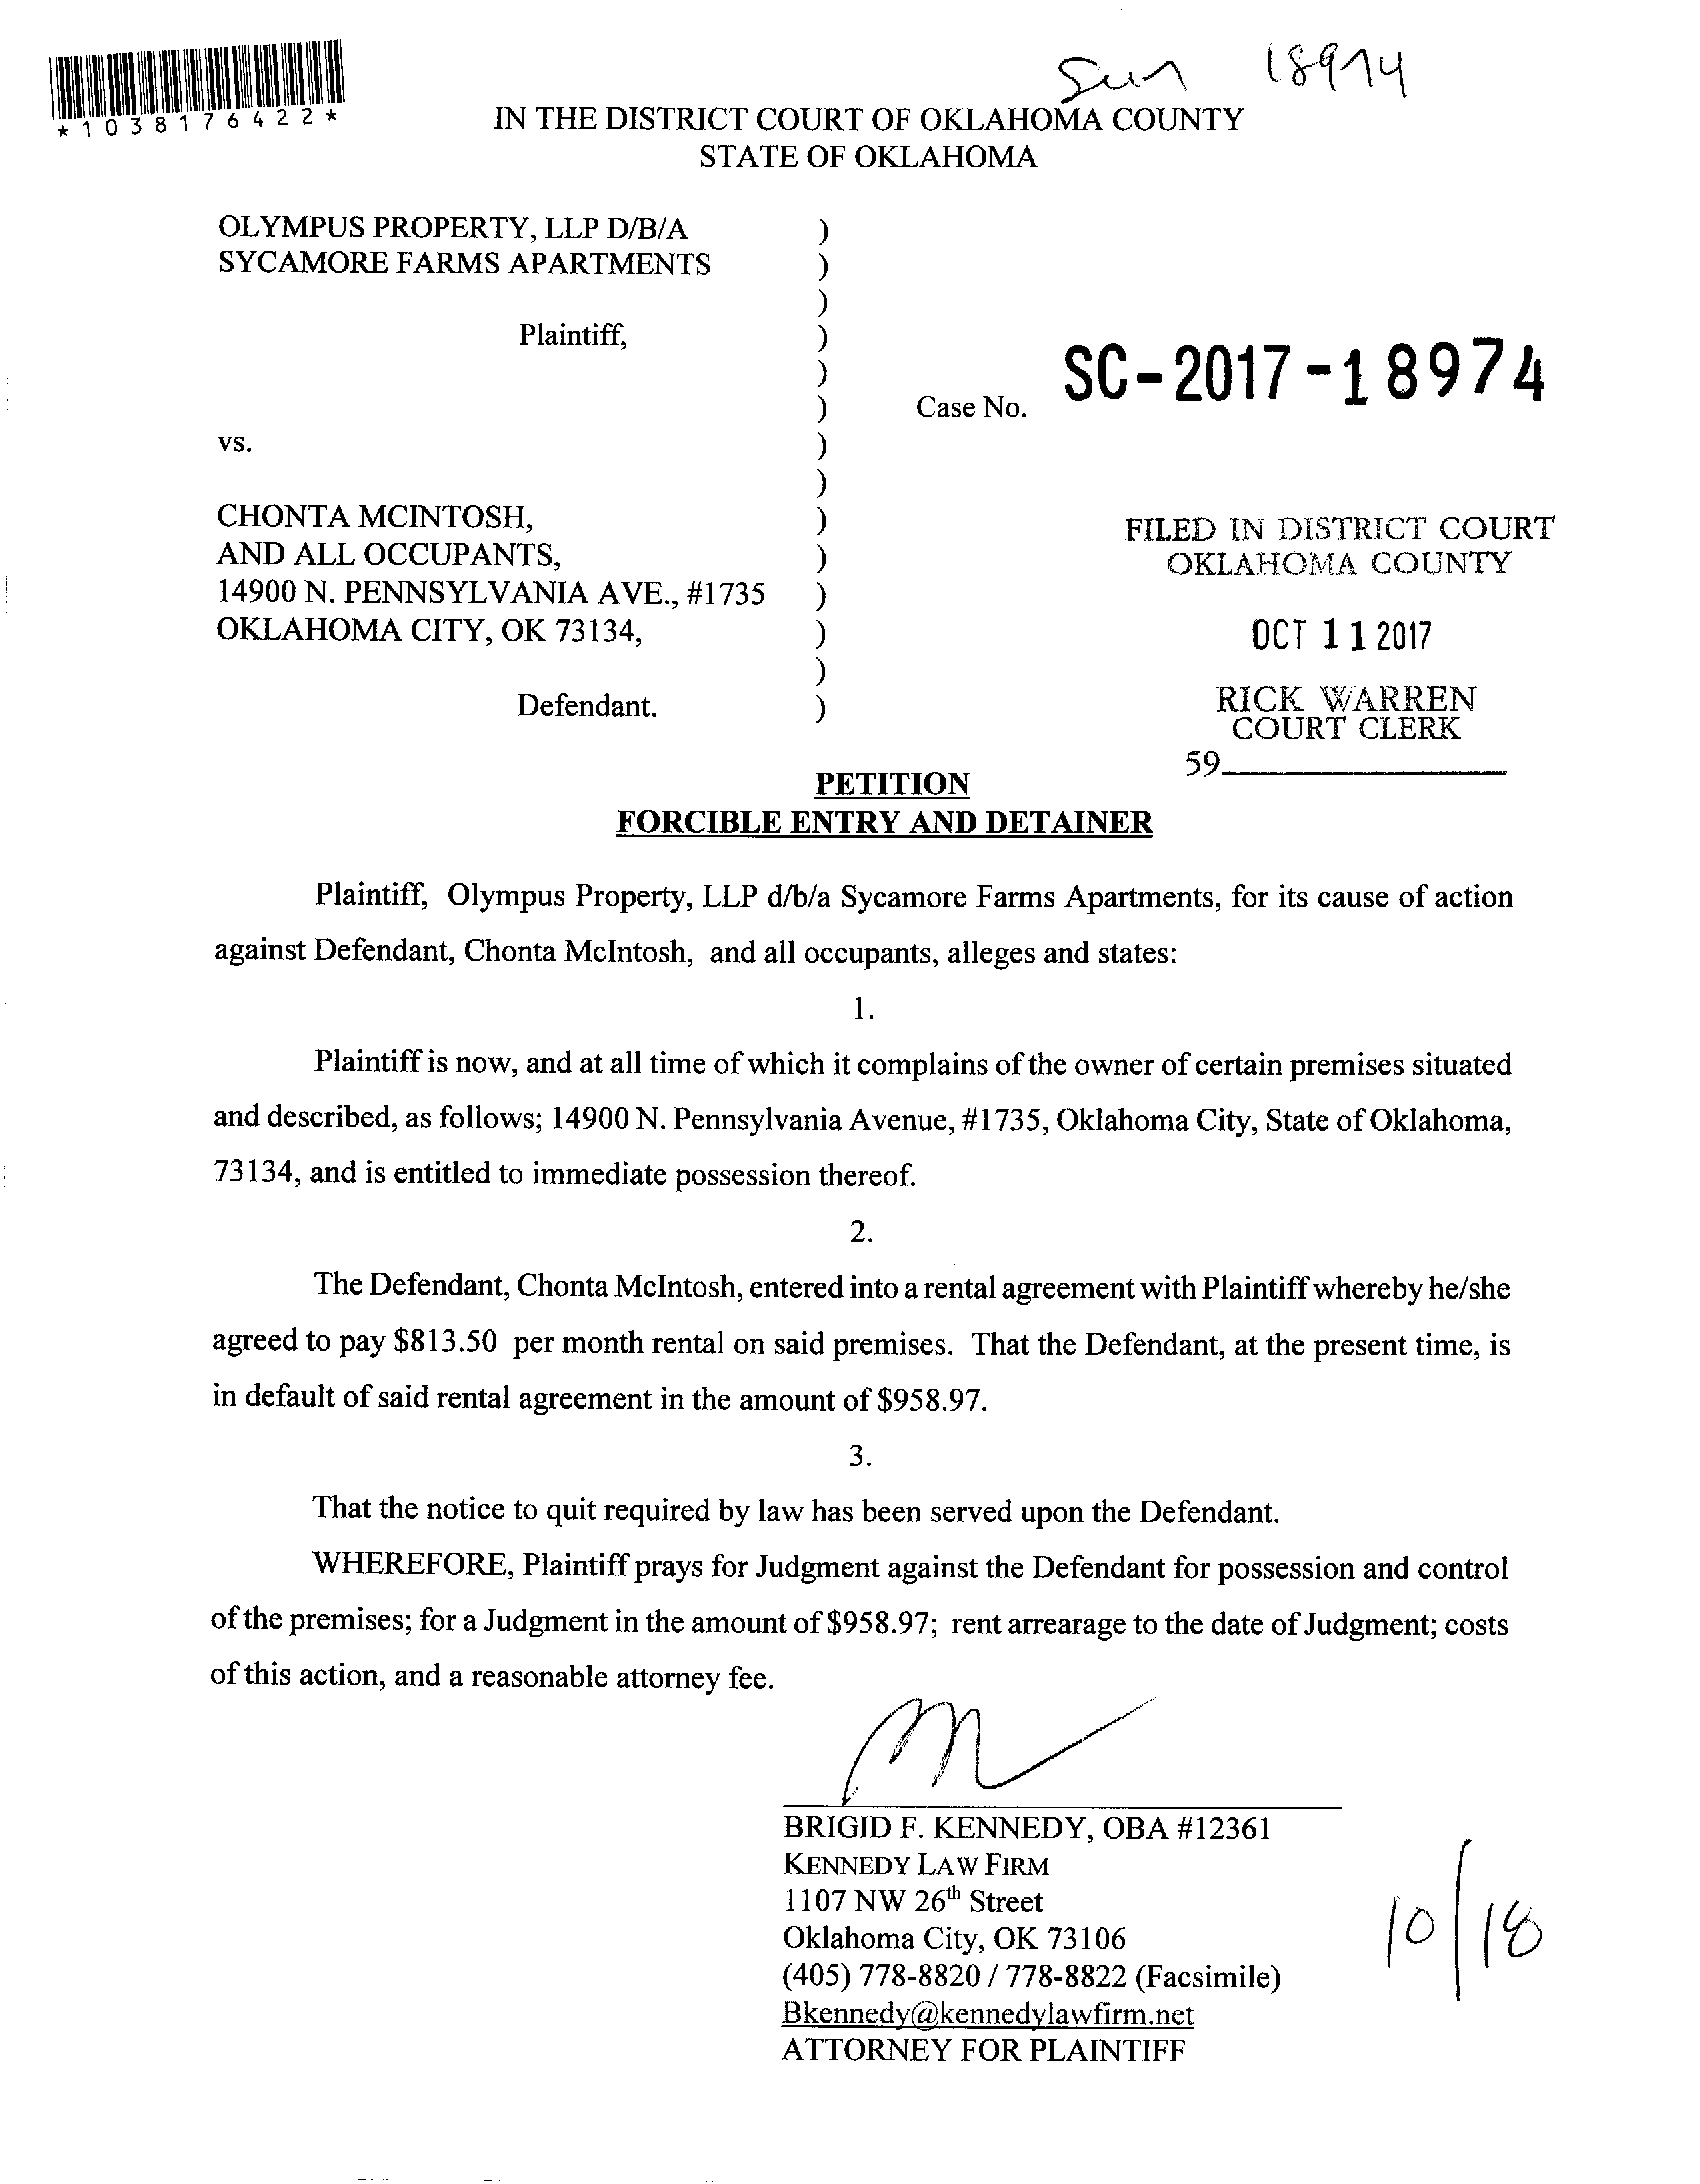 Sum 18974
*1038176422*
IN THE DISTRICT COURT OF OKLAHOMA COUNTY
STATE OF OKLAHOMA
OLYMPUS PROPERTY, LLP D/B/A )
SYCAMORE FARMS APARTMENTS )
)
Plaintiff, )
)
) Case No. SC-2017-18974
vs. )
)
CHONTA MCINTOSH, )
AND ALL OCCUPANTS, )
14900 N. PENNSYLVANIA AVE., #1735 )
OKLAHOMA CITY, OK 73134, )
)
Defendant. )
FILED IN DISTRICT COURT
OKLAHOMA COUNTY
OCT 11 2017
RICK WARREN
COURT CLERK
59
PETITION
FORCIBLE ENTRY AND DETAINER
Plaintiff, Olympus Property, LLP d/b/a Sycamore Farms Apartments, for its cause of action
against Defendant, Chonta McIntosh, and all occupants, alleges and states:
1.
Plaintiff is now, and at all time of which it complains of the owner of certain premises situated
and described, as follows; 14900 N. Pennsylvania Avenue, #1735, Oklahoma City, State of Oklahoma,
73134, and is entitled to immediate possession thereof.
2.
The Defendant, Chonta McIntosh, entered into a rental agreement with Plaintiff whereby he/she
agreed to pay $813.50 per month rental on said premises. That the Defendant, at the present time, is
in default of said rental agreement in the amount of $958.97.
3.
That the notice to quit required by law has been served upon the Defendant.
WHEREFORE, Plaintiff prays for Judgment against the Defendant for possession and control
of the premises; for a Judgment in the amount of $958.97; rent arrearage to the date of Judgment; costs
of this action, and a reasonable attorney fee.
BRIGID F. KENNEDY, OBA #12361
KENNEDY LAW FIRM
1107 NW 26th Street
Oklahoma City, OK 73106
(405) 778-8820 / 778-8822 (Facsimile)
Bkennedy@kennedylawfirm.net
ATTORNEY FOR PLAINTIFF
10/18